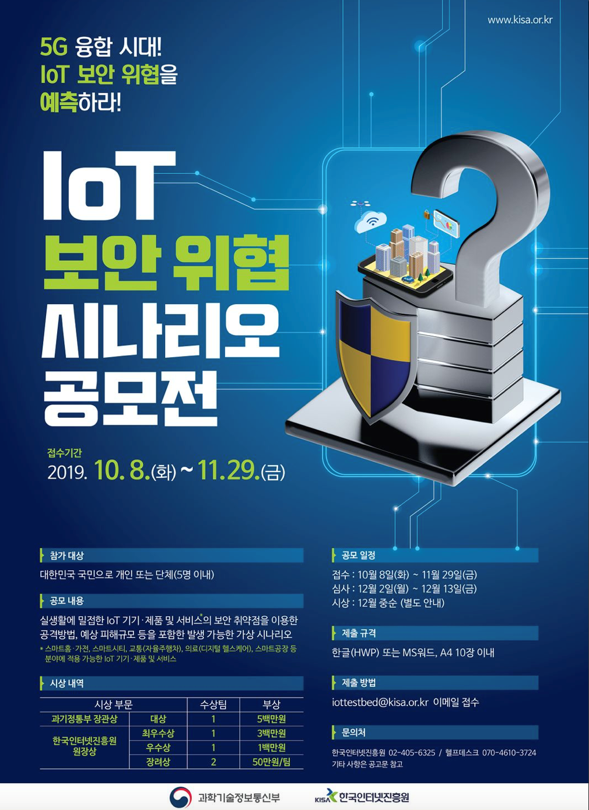 www.kisa.or.kr
5G 융합 시대!
IoT 보안 위협을
예측하라!
IoT
보안 위협
시나리오
공모전
접수기간
2019. 10. 8.(화) ~ 11.29.(금)
참가 대상
대한민국 국민으로 개인 또는 단체(5명 이내)
공모 내용
실생활에 밀접한 IoT 기기·제품 및 서비스*의 보안 취약점을 이용한
공격방법, 예상 피해규모 등을 포함한 발생 가능한 가상 시나리오
* 스마트홈·가전, 스마트시티, 교통(자율주행차), 의료(디지털 헬스케어), 스마트공장 등
분야에 적용 가능한 IoT 기기·제품 및 서비스
시상 내역
시상 부문 수상팀 부상
과기정통부 장관상 대상 1 5백만원
한국인터넷진흥원
원장상
최우수상 1 3백만원
우수상 1 1백만원
장려상 2 50만원/팀
공모 일정
접수 : 10월 8일(화) ~ 11월 29일(금)
심사 : 12월 2일(월) ~ 12월 13일(금)
시상 : 12월 중순 (별도 안내)
제출 규격
한글(HWP) 또는 MS워드, A4 10장 이내
제출 방법
iottestbed@kisa.or.kr 이메일 접수
문의처
한국인터넷진흥원 02-405-6325 / 헬프데스크 070-4610-3724
기타 사항은 공고문 참고
과학기술정보통신부
KISA 한국인터넷진흥원